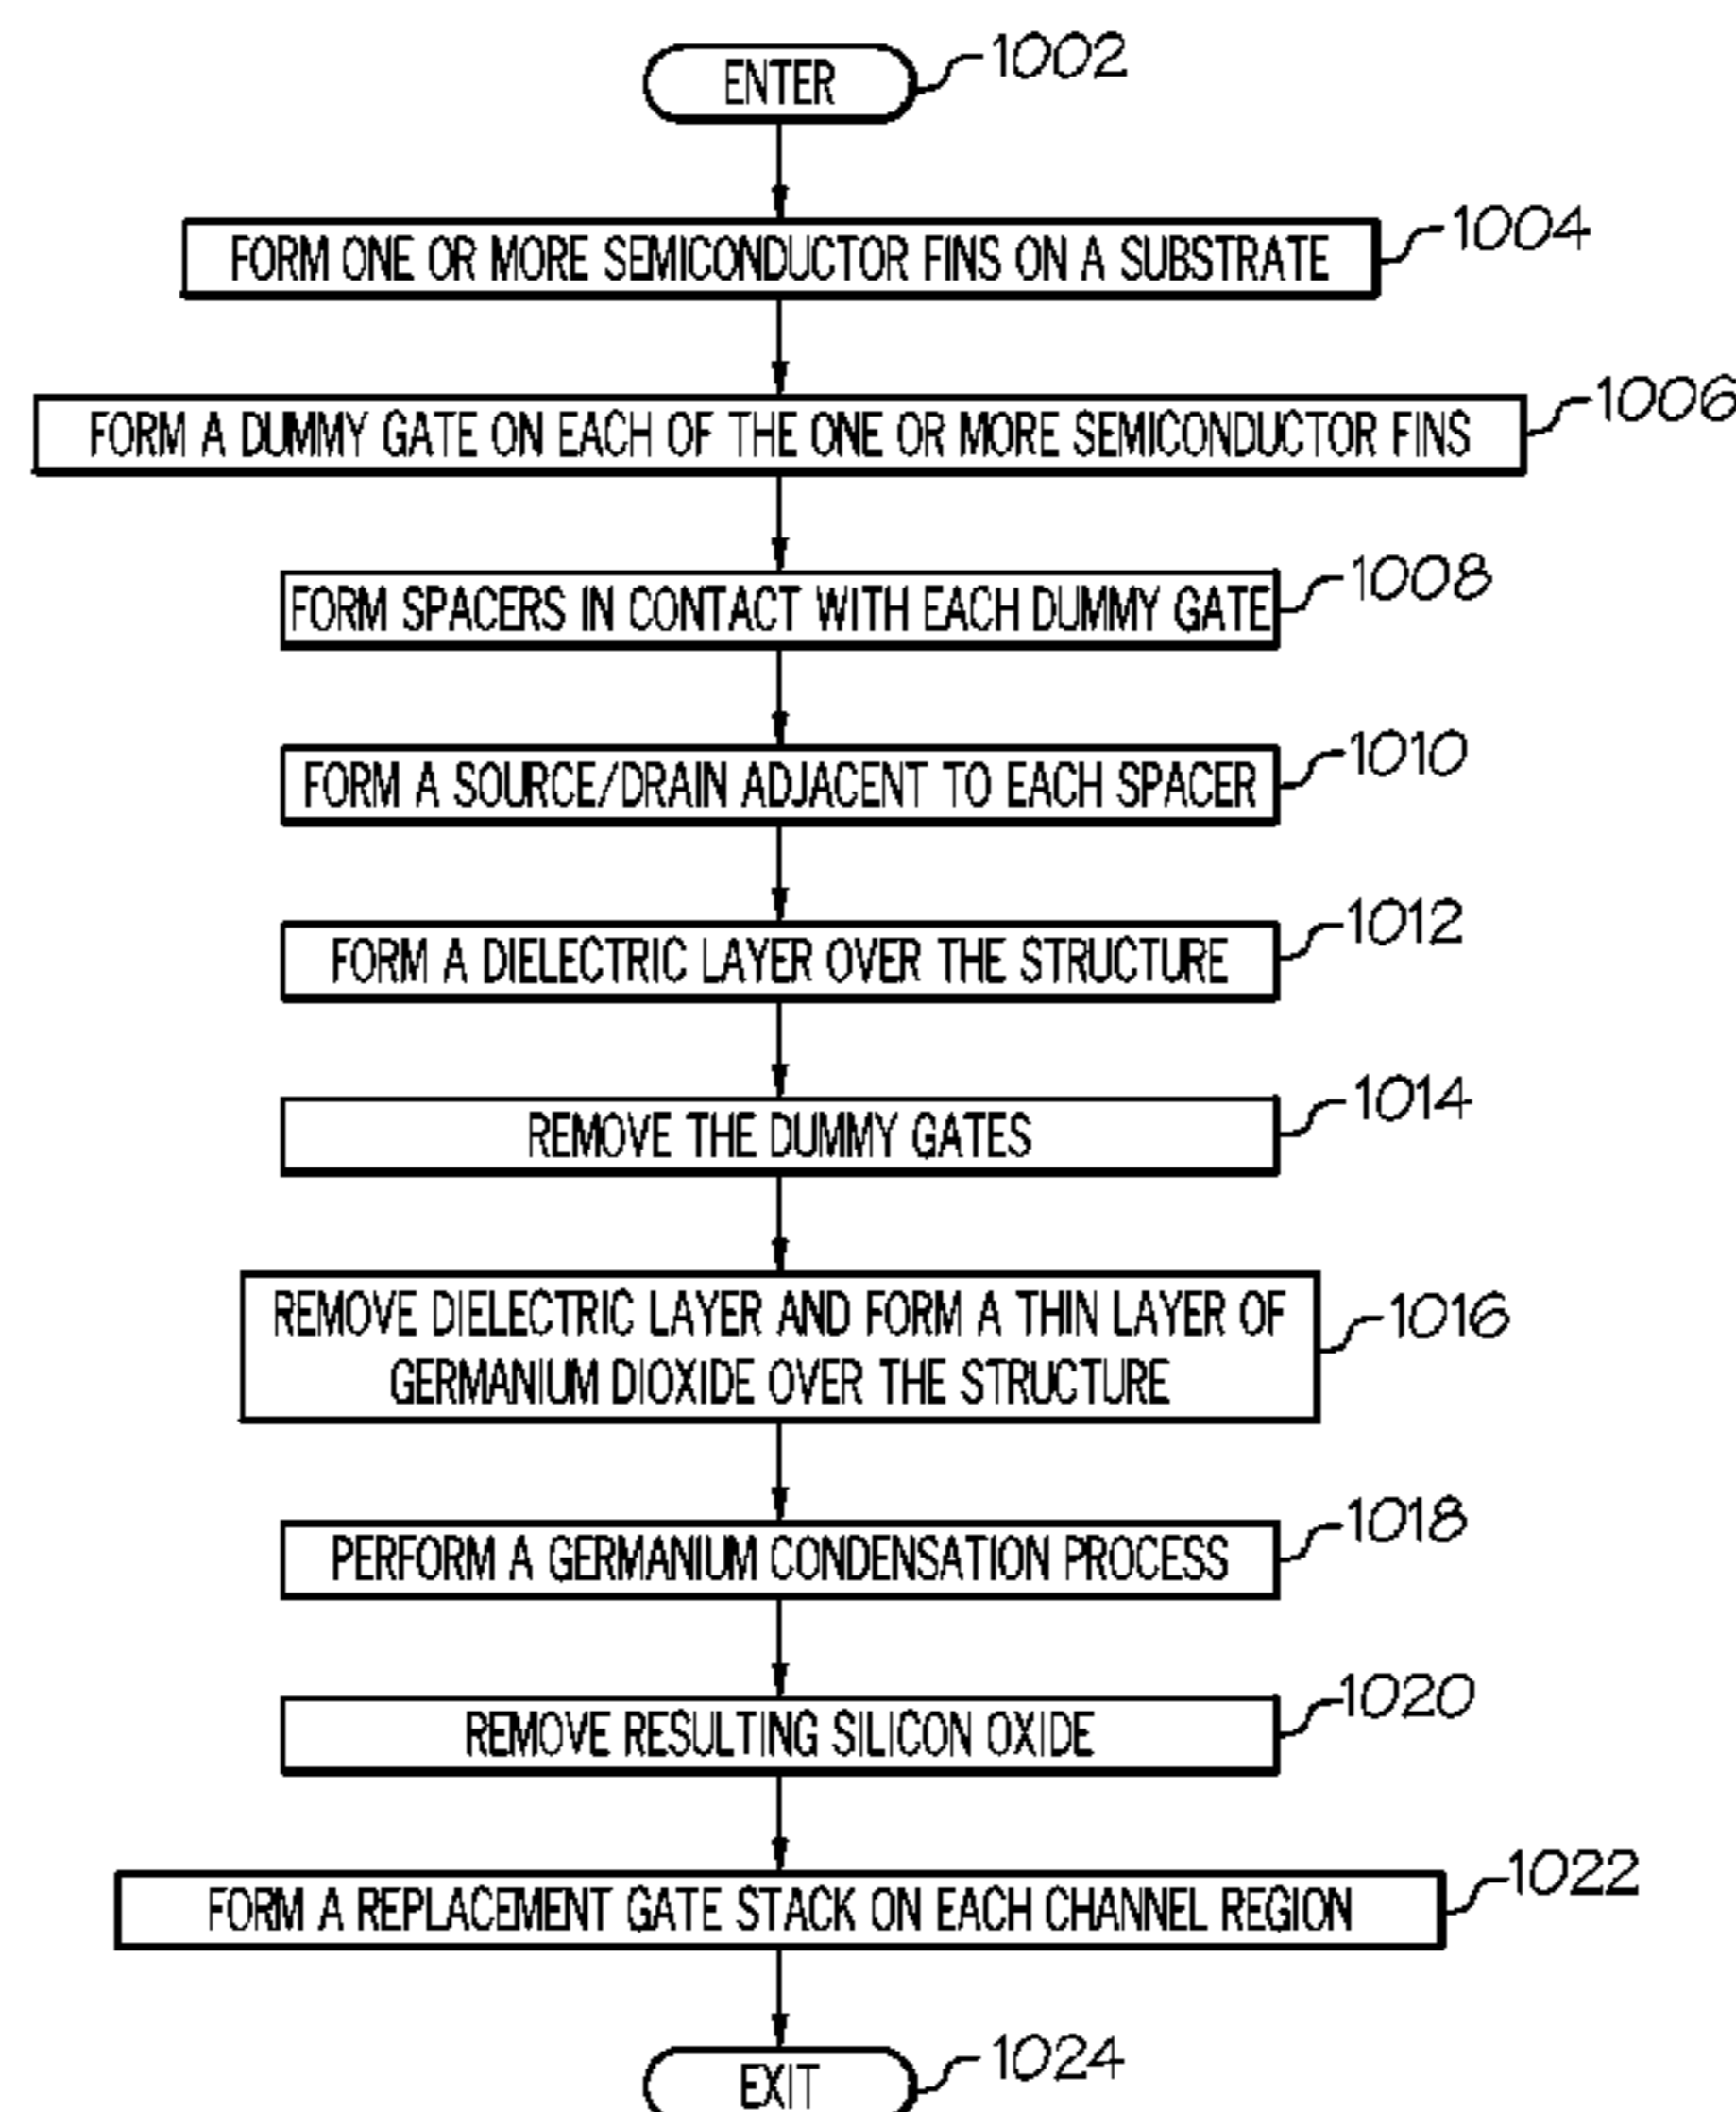 ENTER
1002
FORM ONE OR MORE SEMICONDUCTOR FINS ON A SUBSTRATE
1004
FORM A DUMMY GATE ON EACH OF THE ONE OR MORE SEMICONDUCTOR FINS
1006
FORM SPACERS IN CONTACT WITH EACH DUMMY GATE
1008
FORM A SOURCE/DRAIN ADJACENT TO EACH SPACER
1010
FORM A DIELECTRIC LAYER OVER THE STRUCTURE
1012
REMOVE THE DUMMY GATES
1014
REMOVE DIELECTRIC LAYER AND FORM A THIN LAYER OF
GERMANIUM DIOXIDE OVER THE STRUCTURE
1016
PERFORM A GERMANIUM CONDENSATION PROCESS
1018
REMOVE RESULTING SILICON OXIDE
1020
FORM A REPLACEMENT GATE STACK ON EACH CHANNEL REGION
1022
EXIT
1024